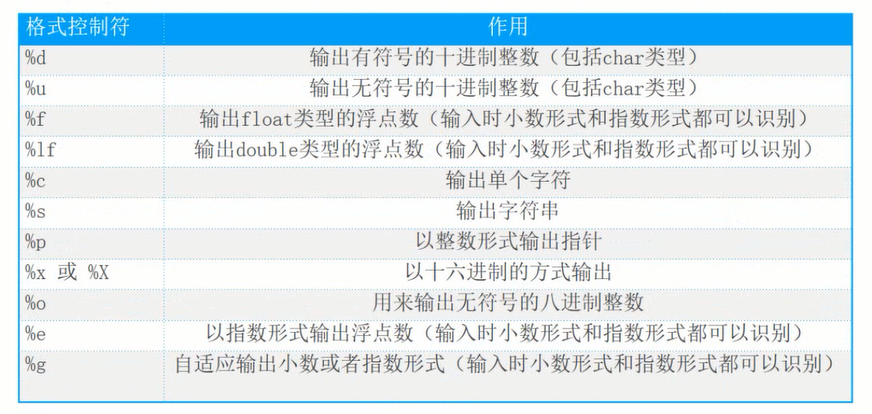 格式控制符 作用
%d 输出有符号的十进制整数（包括char类型）
%u 输出无符号的十进制整数（包括char类型）
%f 输出float类型的浮点数（输入时小数形式和指数形式都可以识别）
%lf 输出double类型的浮点数（输入时小数形式和指数形式都可以识别）
%c 输出单个字符
%s 输出字符串
%p 以整数形式输出指针
%x 或 %X 以十六进制的方式输出
%o 用来输出无符号的八进制整数
%e 以指数形式输出浮点数（输入时小数形式和指数形式都可以识别）
%g 自适应输出小数或者指数形式（输入时小数形式和指数形式都可以识别）